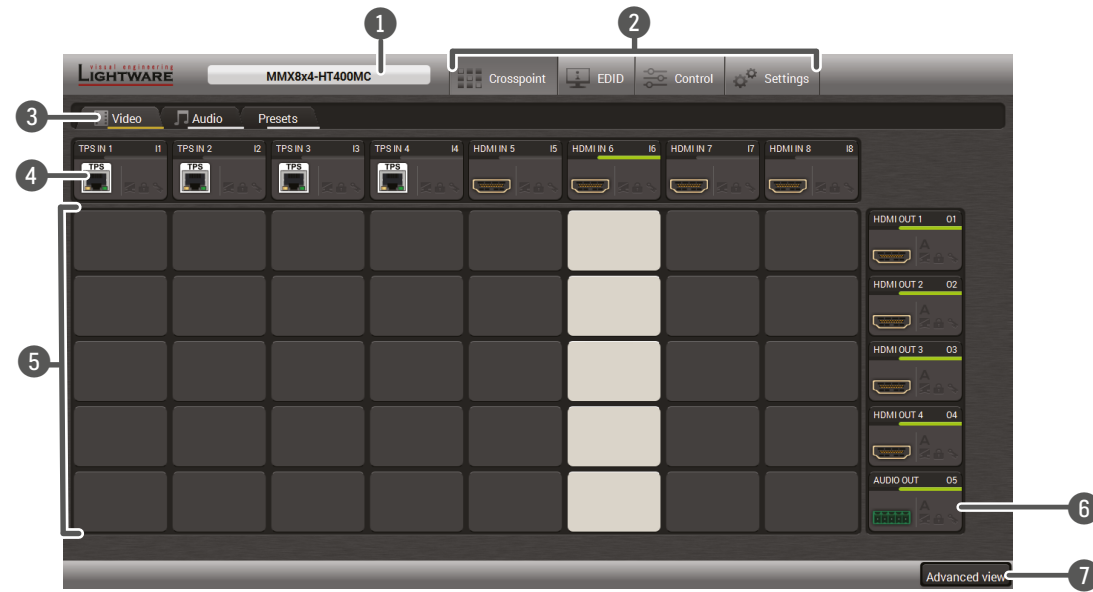 1
2
visual engineering
LIGHTWARE
MMX8x4-HT400MC
Crosspoint
EDID
Control
Settings
3
Video
Audio
Presets
TPS IN 1 I1
TPS IN 2 I2
TPS IN 3 I3
TPS IN 4 I4
HDMI IN 5 I5
HDMI IN 6 I6
HDMI IN 7 I7
HDMI IN 8 I8
4
TPS
TPS
TPS
TPS
5
HDMI OUT 1 O1
A
HDMI OUT 2 O2
A
HDMI OUT 3 O3
A
HDMI OUT 4 O4
A
AUDIO OUT O5
A
6
Advanced view
7